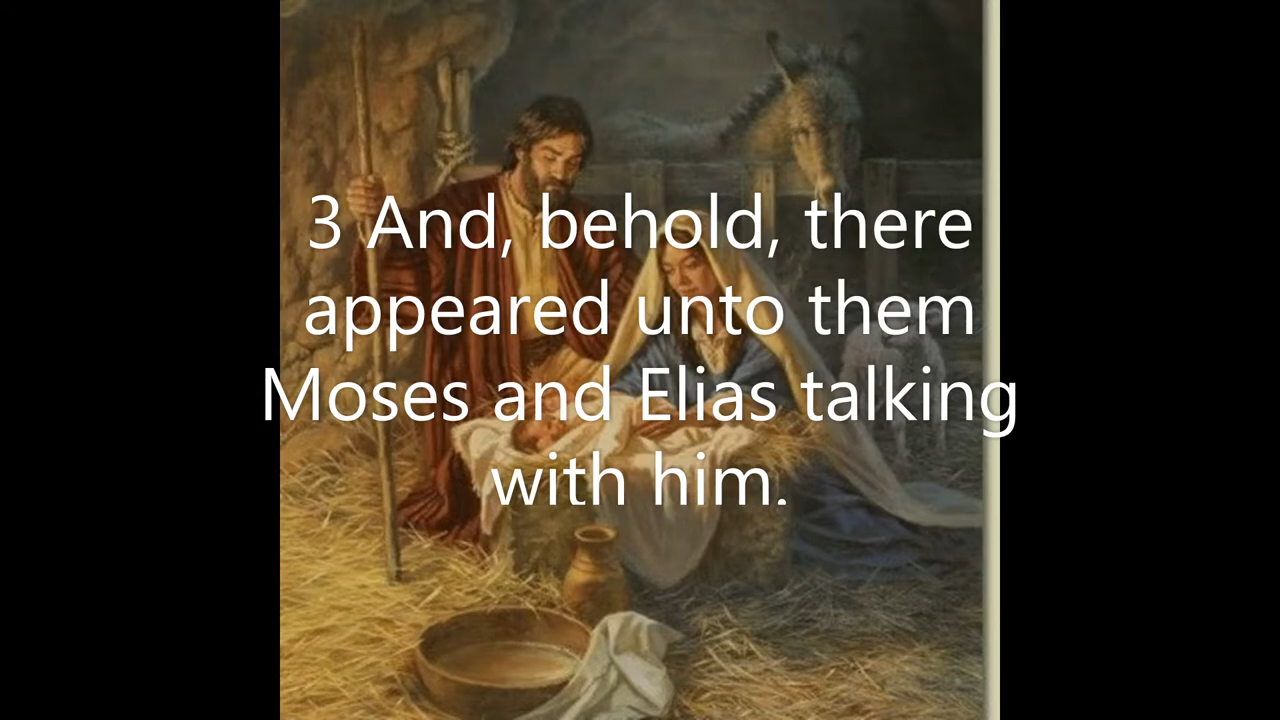 3 And, behold, there
appeared unto them
Moses and Elias talking
with him.